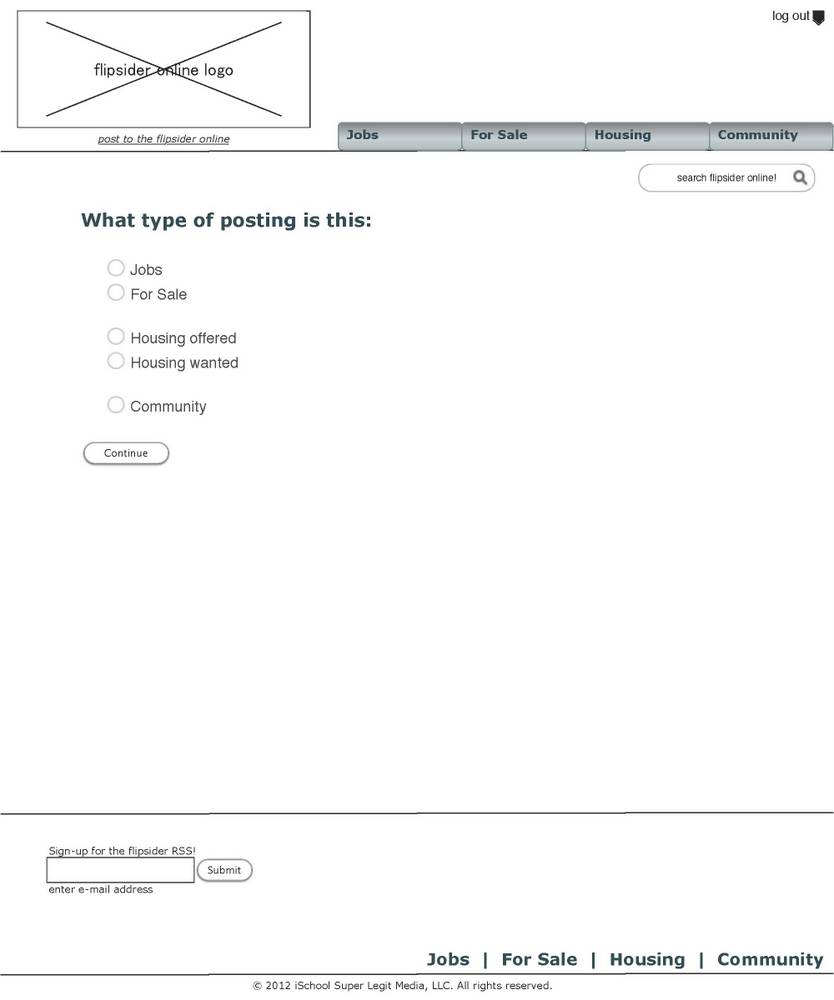 log out
flipsider online logo
post to the flipsider online
Jobs For Sale Housing Community
search flipsider online!
What type of posting is this:
Jobs
For Sale
Housing offered
Housing wanted
Community
Continue
Sign-up for the flipsider RSS!
Submit
enter e-mail address
Jobs | For Sale | Housing | Community
© 2012 iSchool Super Legit Media, LLC. All rights reserved.